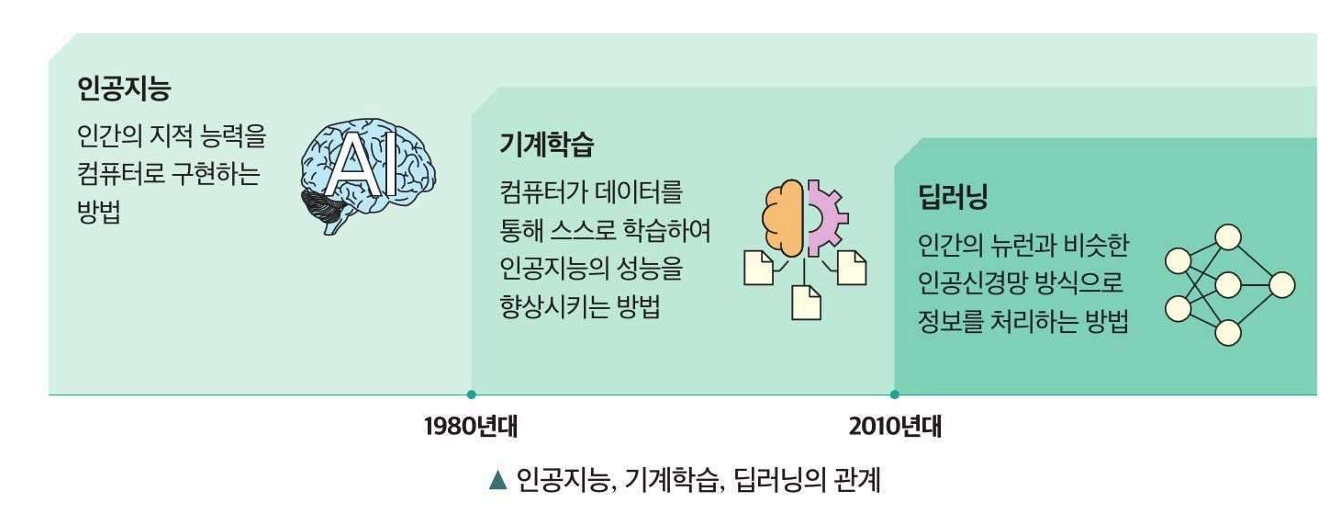 인공지능
인간의 지적 능력을
컴퓨터로 구현하는
방법
AI
기계학습
컴퓨터가 데이터를
통해 스스로 학습하여
인공지능의 성능을
향상시키는 방법
딥러닝
인간의 뉴런과 비슷한
인공신경망 방식으로
정보를 처리하는 방법
1980년대
2010년대
▲ 인공지능, 기계학습, 딥러닝의 관계